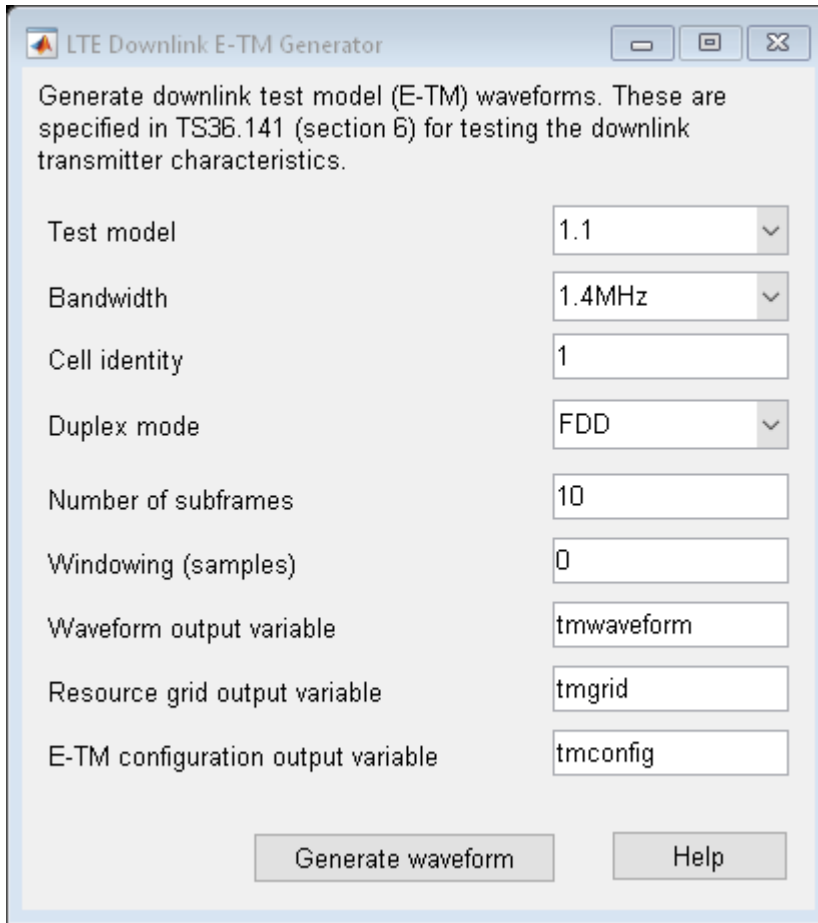 LTE Downlink E-TM Generator
Generate downlink test model (E-TM) waveforms. These are
specified in TS36.141 (section 6) for testing the downlink
transmitter characteristics.
Test model 1.1
Bandwidth 1.4MHz
Cell identity 1
Duplex mode FDD
Number of subframes 10
Windowing (samples) 0
Waveform output variable tmwaveform
Resource grid output variable tmgrid
E-TM configuration output variable tmconfig
Generate waveform Help